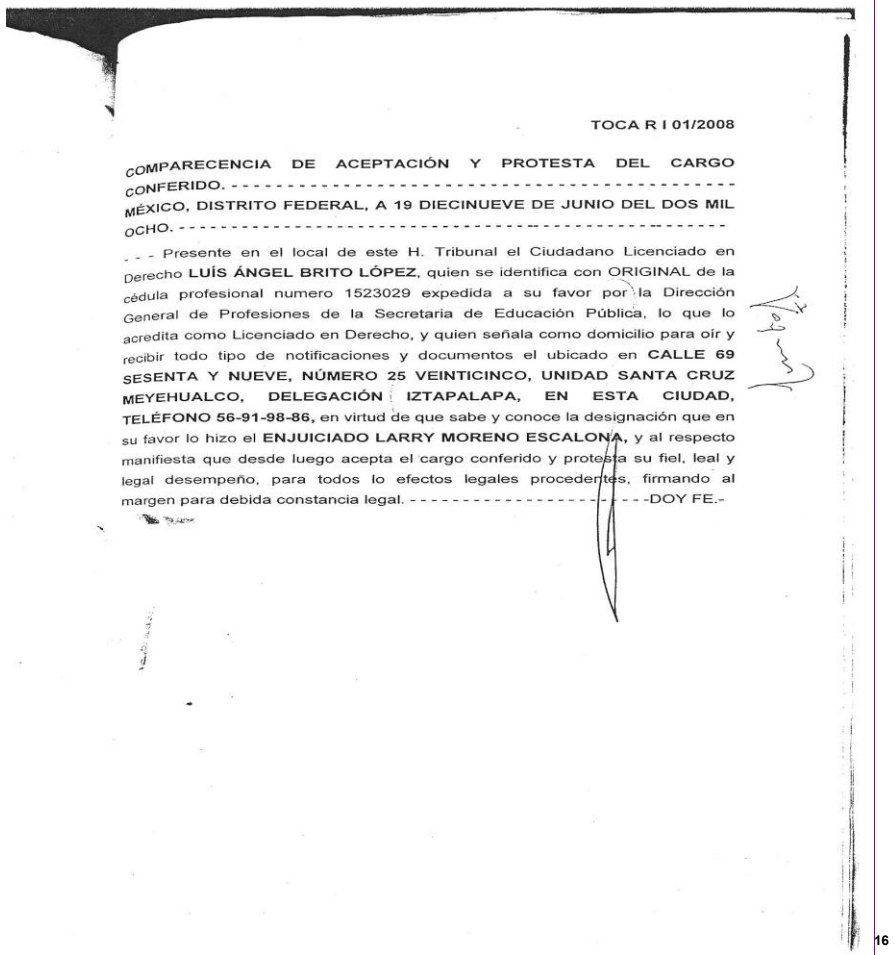 TOCA R I 01/2008
COMPARECENCIA DE ACEPTACIÓN Y PROTESTA DEL CARGO
CONFERIDO. - - - - - - - - - - - - - - - - - - - - - - - - - - - - - - - - - - - - - - - - - - - - - - -
MÉXICO, DISTRITO FEDERAL, A 19 DIECINUEVE DE JUNIO DEL DOS MIL
OCHO. - - - - - - - - - - - - - - - - - - - - - - - - - - - - - - - - - - - - - - - - - - - - - - - - - -
- - - Presente en el local de este H. Tribunal el Ciudadano Licenciado en
Derecho LUÍS ÁNGEL BRITO LÓPEZ, quien se identifica con ORIGINAL de la
cédula profesional numero 1523029 expedida a su favor por la Dirección
General de Profesiones de la Secretaria de Educación Pública, lo que lo
acredita como Licenciado en Derecho, y quien señala como domicilio para oír y
recibir todo tipo de notificaciones y documentos el ubicado en CALLE 69
SESENTA Y NUEVE, NÚMERO 25 VEINTICINCO, UNIDAD SANTA CRUZ
MEYEHUALCO, DELEGACIÓN IZTAPALAPA, EN ESTA CIUDAD,
TELÉFONO 56-91-98-86, en virtud de que sabe y conoce la designación que en
su favor lo hizo el ENJUICIADO LARRY MORENO ESCALONA, y al respecto
manifiesta que desde luego acepta el cargo conferido y protesta su fiel, leal y
legal desempeño, para todos lo efectos legales procedentes, firmando al
margen para debida constancia legal. - - - - - - - - - - - - - - - - - - - - - - -DOY FE.-
16